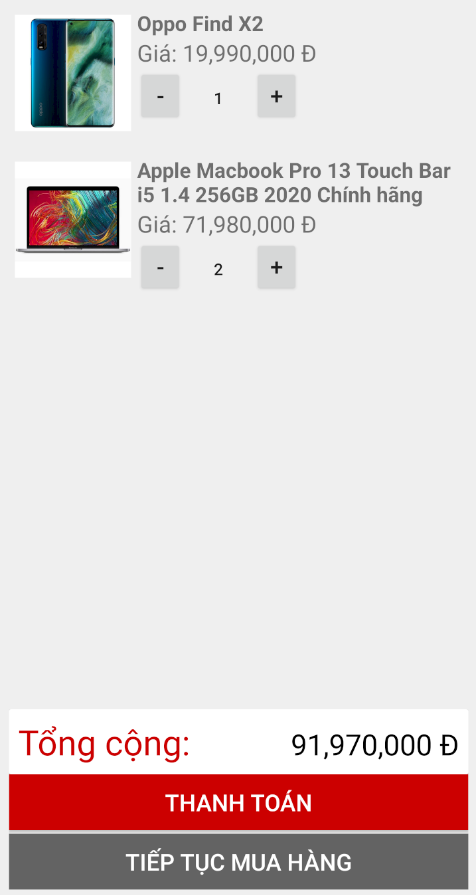 Oppo Find X2
Giá: 19,990,000 Đ
- 1 +
Apple Macbook Pro 13 Touch Bar
i5 1.4 256GB 2020 Chính hãng
Giá: 71,980,000 Đ
- 2 +
Tổng cộng: 91,970,000 Đ
THANH TOÁN
TIẾP TỤC MUA HÀNG